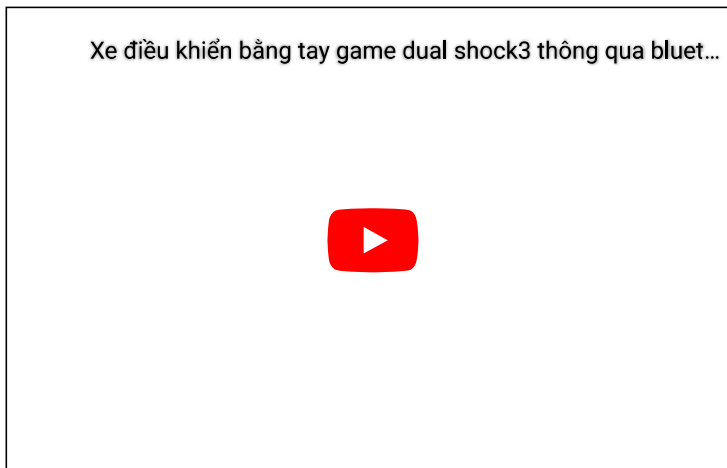 Xe điều khiển bằng tay game dual shock3 thông qua bluet...